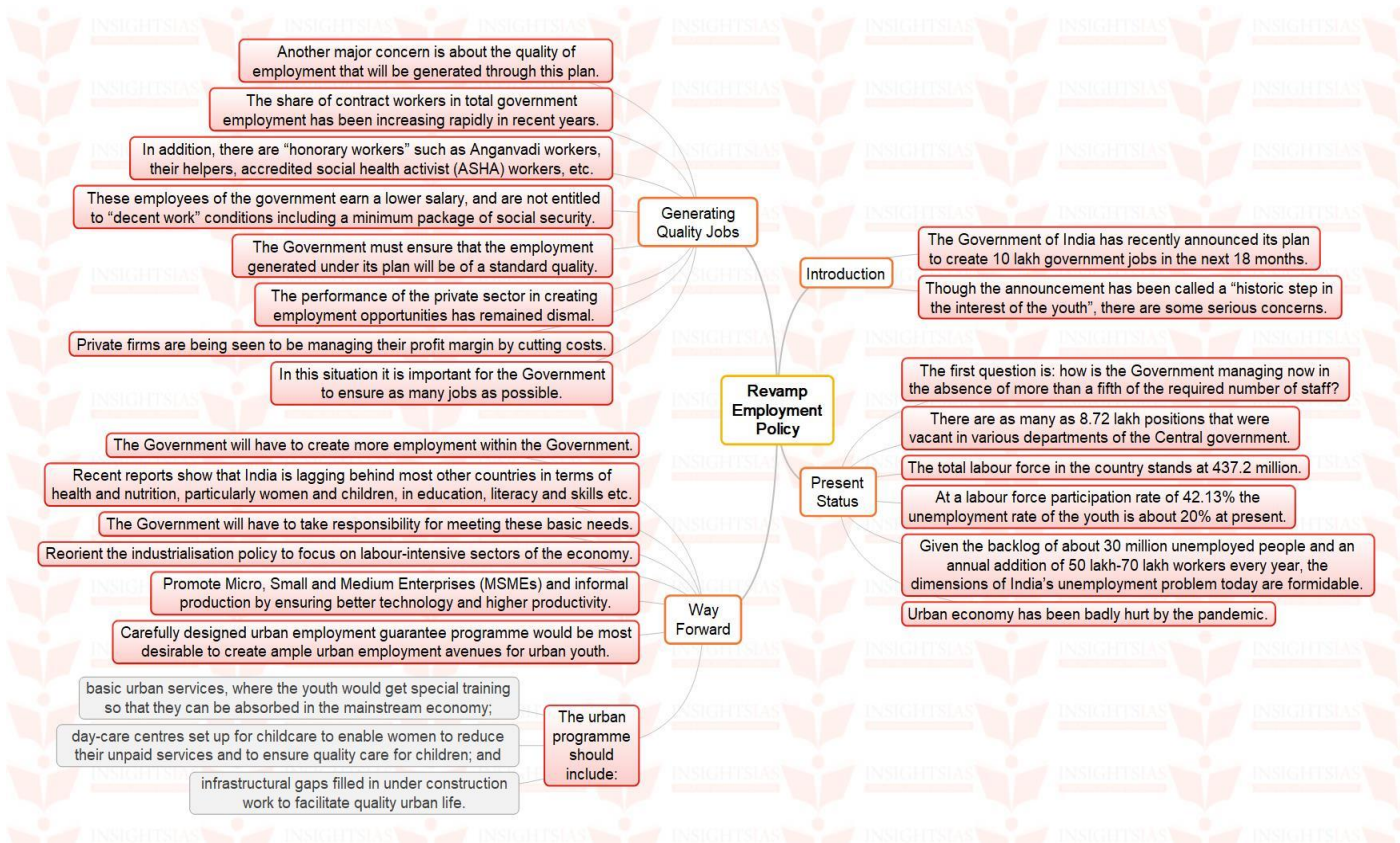 Revamp
Employment
Policy
Introduction
The Government of India has recently announced its plan
to create 10 lakh government jobs in the next 18 months.
Though the announcement has been called a “historic step in
the interest of the youth”, there are some serious concerns.
Present
Status
The first question is: how is the Government managing now in
the absence of more than a fifth of the required number of staff?
There are as many as 8.72 lakh positions that were
vacant in various departments of the Central government.
The total labour force in the country stands at 437.2 million.
At a labour force participation rate of 42.13% the
unemployment rate of the youth is about 20% at present.
Given the backlog of about 30 million unemployed people and an
annual addition of 50 lakh-70 lakh workers every year, the
dimensions of India’s unemployment problem today are formidable.
Urban economy has been badly hurt by the pandemic.
Generating
Quality Jobs
Another major concern is about the quality of
employment that will be generated through this plan.
The share of contract workers in total government
employment has been increasing rapidly in recent years.
In addition, there are “honorary workers” such as Anganvadi workers,
their helpers, accredited social health activist (ASHA) workers, etc.
These employees of the government earn a lower salary, and are not entitled
to “decent work” conditions including a minimum package of social security.
The Government must ensure that the employment
generated under its plan will be of a standard quality.
The performance of the private sector in creating
employment opportunities has remained dismal.
Private firms are being seen to be managing their profit margin by cutting costs.
In this situation it is important for the Government
to ensure as many jobs as possible.
Way
Forward
The Government will have to create more employment within the Government.
Recent reports show that India is lagging behind most other countries in terms of
health and nutrition, particularly women and children, in education, literacy and skills etc.
The Government will have to take responsibility for meeting these basic needs.
Reorient the industrialisation policy to focus on labour-intensive sectors of the economy.
Promote Micro, Small and Medium Enterprises (MSMEs) and informal
production by ensuring better technology and higher productivity.
Carefully designed urban employment guarantee programme would be most
desirable to create ample urban employment avenues for urban youth.
The urban
programme
should
include:
basic urban services, where the youth would get special training
so that they can be absorbed in the mainstream economy;
day-care centres set up for childcare to enable women to reduce
their unpaid services and to ensure quality care for children; and
infrastructural gaps filled in under construction
work to facilitate quality urban life.
INSIGHTSIAS